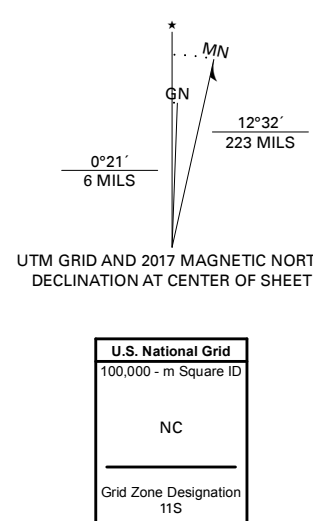 MN
GN
12°32´
223 MILS
0°21´
6 MILS
UTM GRID AND 2017 MAGNETIC NORT
DECLINATION AT CENTER OF SHEET
U.S. National Grid
100,000 - m Square ID
NC
Grid Zone Designation
11S